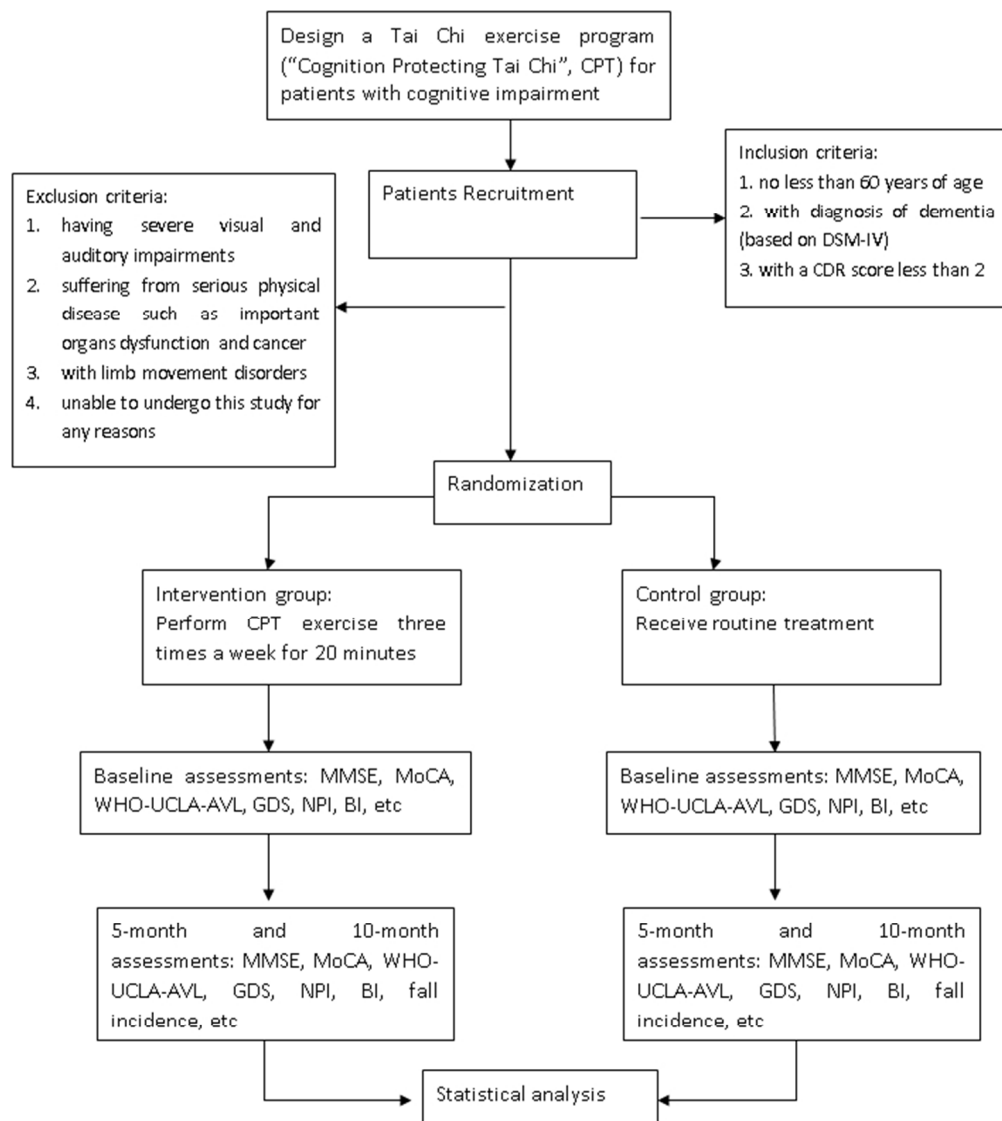 Design a Tai Chi exercise program
(“Cognition Protecting Tai Chi”, CPT) for
patients with cognitive impairment
Patients Recruitment
Inclusion criteria:
1. no less than 60 years of age
2. with diagnosis of dementia
(based on DSM-IV)
3. with a CDR score less than 2
Exclusion criteria:
1. having severe visual and
auditory impairments
2. suffering from serious physical
disease such as important
organs dysfunction and cancer
3. with limb movement disorders
4. unable to undergo this study for
any reasons
Randomization
Intervention group:
Perform CPT exercise three
times a week for 20 minutes
Control group:
Receive routine treatment
Baseline assessments: MMSE, MoCA,
WHO-UCLA-AVL, GDS, NPI, BI, etc
Baseline assessments: MMSE, MoCA,
WHO-UCLA-AVL, GDS, NPI, BI, etc
5-month and 10-month
assessments: MMSE, MoCA, WHO-
UCLA-AVL, GDS, NPI, BI, fall
incidence, etc
5-month and 10-month
assessments: MMSE, MoCA, WHO-
UCLA-AVL, GDS, NPI, BI, fall
incidence, etc
Statistical analysis